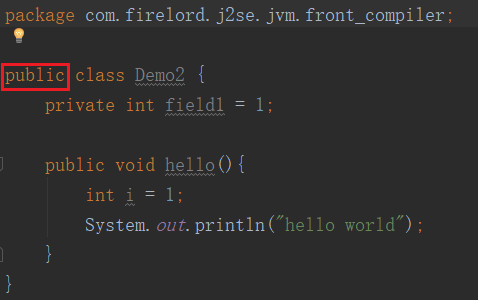 package com.firelord.j2se.jvm.front_compiler;
public class Demo2 {
private int field1 = 1;
public void hello(){
int i = 1;
System.out.println("hello world");
}
}